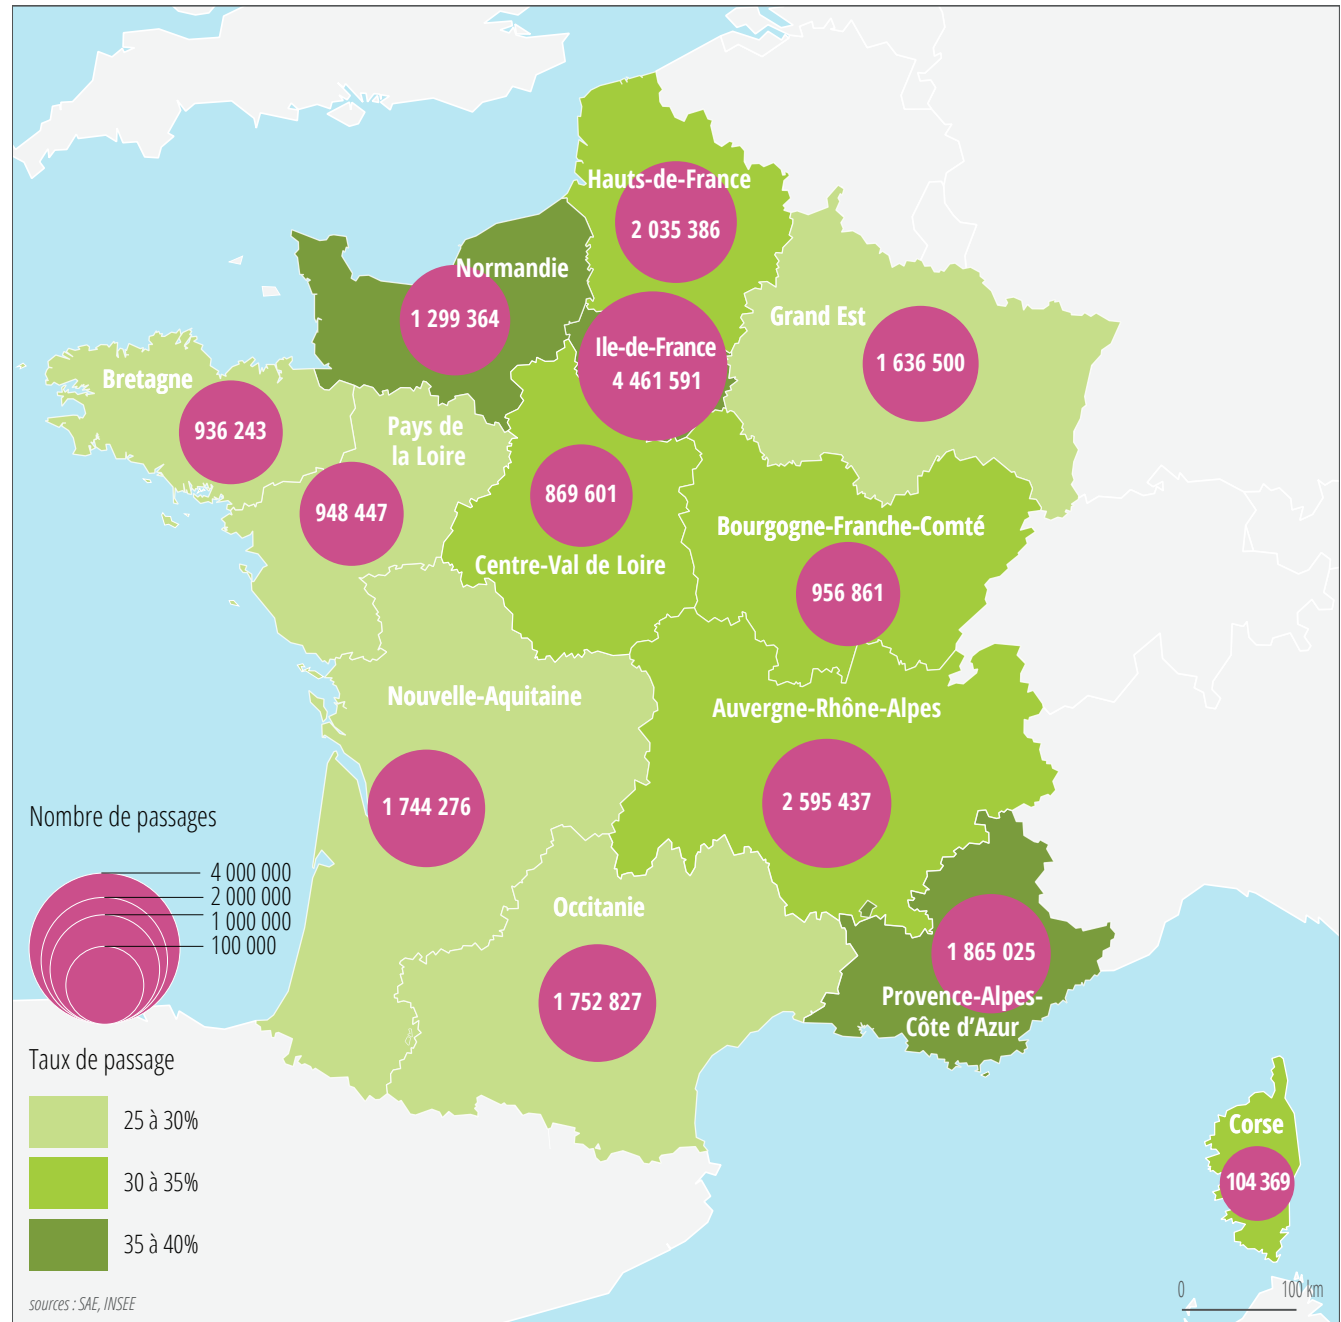 Hauts-de-France
2 035 386
Normandie
1 299 364
Ile-de-France
4 461 591
Grand Est
1 636 500
Bretagne
936 243
Pays de
la Loire
948 447
869 601
Centre-Val de Loire
Bourgogne-Franche-Comté
956 861
Nouvelle-Aquitaine
1 744 276
Auvergne-Rhône-Alpes
2 595 437
Occitanie
1 752 827
1 865 025
Provence-Alpes-
Côte d’Azur
Corse
104 369
Nombre de passages
4 000 000
2 000 000
1 000 000
100 000
Taux de passage
25 à 30%
30 à 35%
35 à 40%
sources : SAE, INSEE
0 100 km